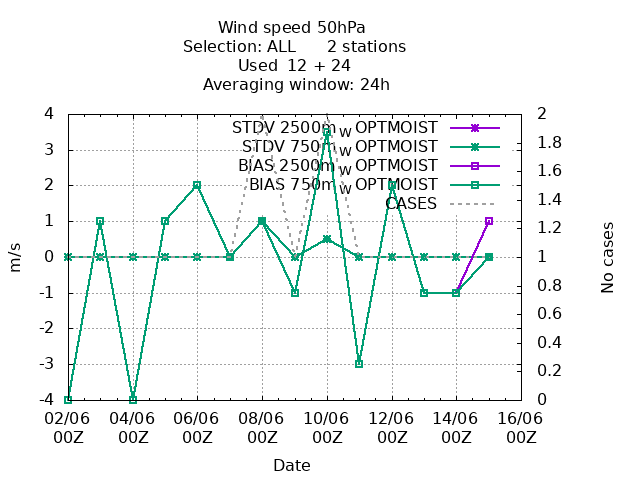 Wind speed 50hPa
Selection: ALL 2 stations
Used 12 + 24
Averaging window: 24h
STDV 2500m_W OPTMOIST
STDV 750m_W OPTMOIST
BIAS 2500m_W OPTMOIST
BIAS 750m_W OPTMOIST
CASES
4
3
2
1
0
-1
-2
-3
-4
m/s
2
1.8
1.6
1.4
1.2
1
0.8
0.6
0.4
0.2
0
No cases
02/06 04/06 06/06 08/06 10/06 12/06 14/06 16/06
00Z 00Z 00Z 00Z 00Z 00Z 00Z 00Z
Date